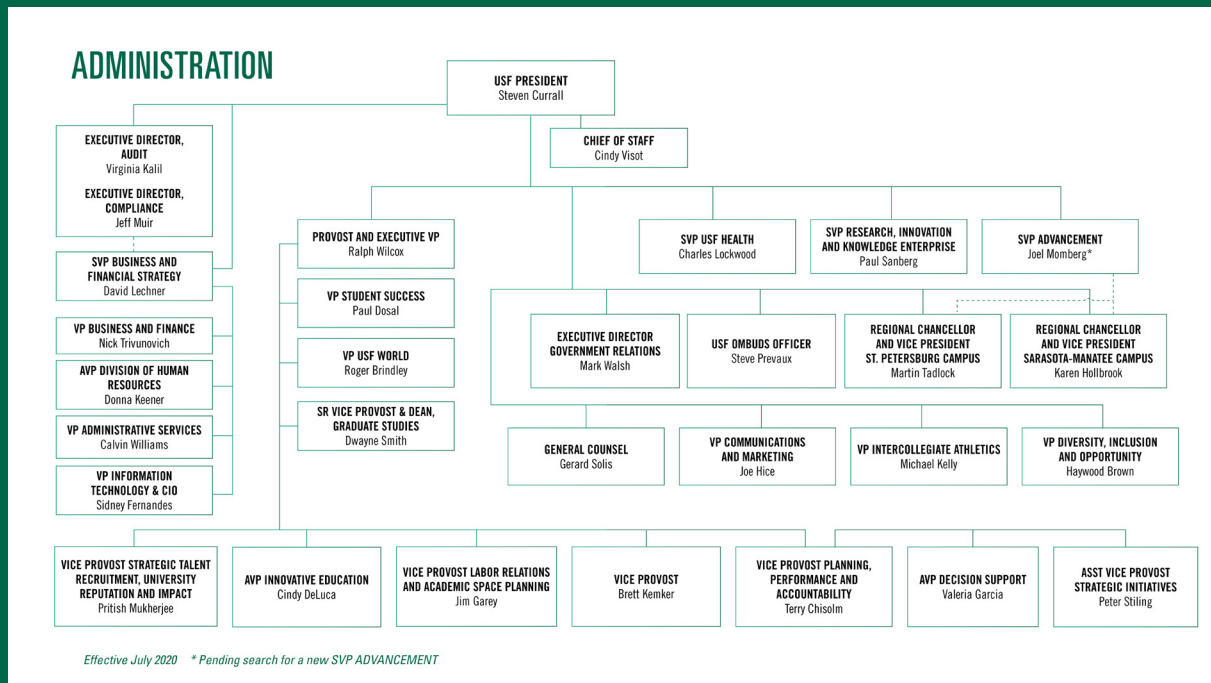 ADMINISTRATION
USF PRESIDENT
Steven Currall
CHIEF OF STAFF
Cindy Visot
EXECUTIVE DIRECTOR,
AUDIT
Virginia Kalil
EXECUTIVE DIRECTOR,
COMPLIANCE
Jeff Muir
SVP BUSINESS AND
FINANCIAL STRATEGY
David Lechner
VP BUSINESS AND FINANCE
Nick Trivunovich
AVP DIVISION OF HUMAN
RESOURCES
Donna Keener
VP ADMINISTRATIVE SERVICES
Calvin Williams
VP INFORMATION
TECHNOLOGY & CIO
Sidney Fernandes
PROVOST AND EXECUTIVE VP
Ralph Wilcox
VP STUDENT SUCCESS
Paul Dosal
VP USF WORLD
Roger Brindley
SR VICE PROVOST & DEAN,
GRADUATE STUDIES
Dwayne Smith
SVP USF HEALTH
Charles Lockwood
SVP RESEARCH, INNOVATION
AND KNOWLEDGE ENTERPRISE
Paul Sanberg
SVP ADVANCEMENT
Joel Momberg*
EXECUTIVE DIRECTOR
GOVERNMENT RELATIONS
Mark Walsh
USF OMBUDS OFFICER
Steve Prevaux
REGIONAL CHANCELLOR
AND VICE PRESIDENT
ST. PETERSBURG CAMPUS
Martin Tadlock
REGIONAL CHANCELLOR
AND VICE PRESIDENT
SARASOTA-MANATEE CAMPUS
Karen Hollbrook
GENERAL COUNSEL
Gerard Solis
VP COMMUNICATIONS
AND MARKETING
Joe Hice
VP INTERCOLLEGIATE ATHLETICS
Michael Kelly
VP DIVERSITY, INCLUSION
AND OPPORTUNITY
Haywood Brown
VICE PROVOST STRATEGIC TALENT
RECRUITMENT, UNIVERSITY
REPUTATION AND IMPACT
Pritish Mukherjee
AVP INNOVATIVE EDUCATION
Cindy DeLuca
VICE PROVOST LABOR RELATIONS
AND ACADEMIC SPACE PLANNING
Jim Garey
VICE PROVOST
Brett Kemker
VICE PROVOST PLANNING,
PERFORMANCE AND
ACCOUNTABILITY
Terry Chisolm
AVP DECISION SUPPORT
Valeria Garcia
ASST VICE PROVOST
STRATEGIC INITIATIVES
Peter Stiling
Effective July 2020 * Pending search for a new SVP ADVANCEMENT